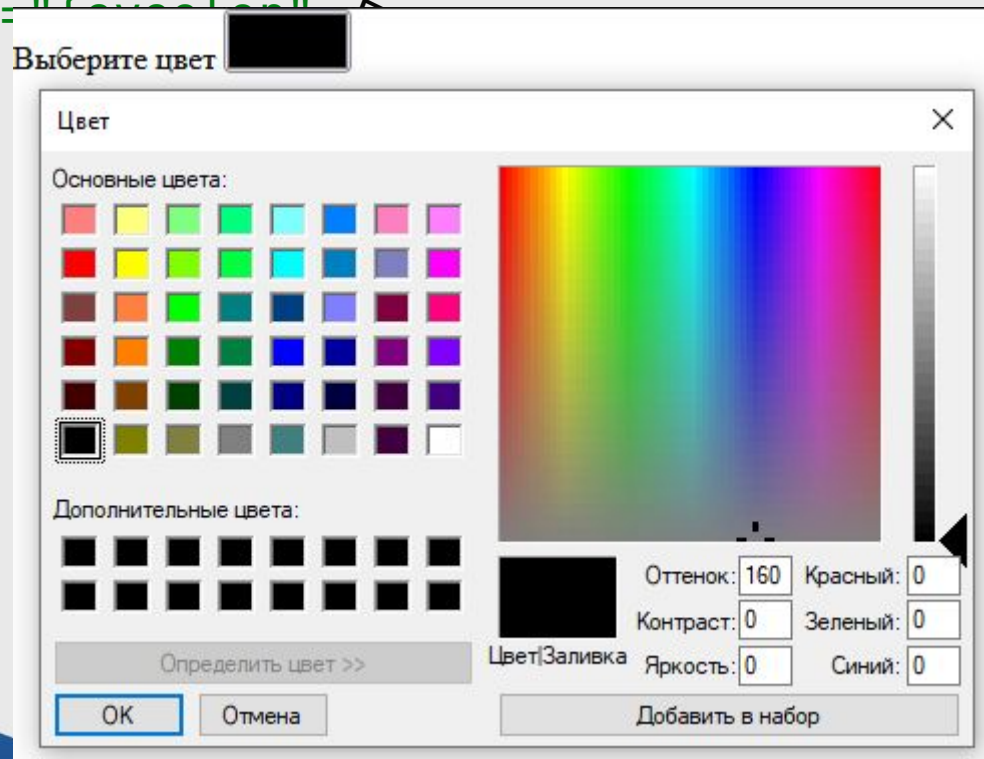 Выберите цвет
Цвет
Основные цвета:
Дополнительные цвета:
Определить цвет >>
OK
Отмена
Цвет|Заливка
Оттенок: 160
Контраст: 0
Яркость: 0
Красный: 0
Зеленый: 0
Синий: 0
Добавить в набор